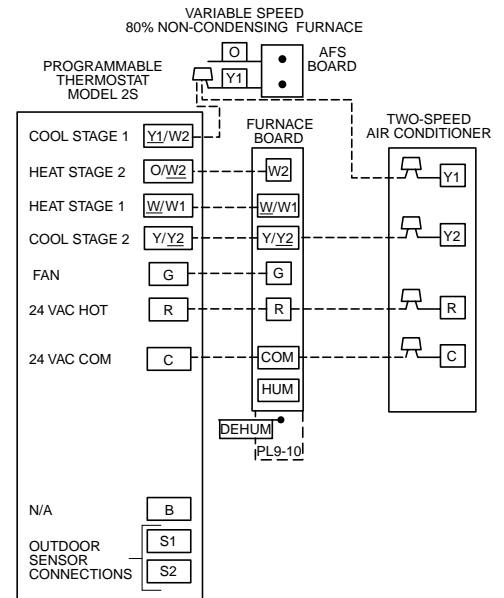 VARIABLE SPEED
80% NON-CONDENSING FURNACE
O
Y1
AFS
BOARD
PROGRAMMABLE
THERMOSTAT
MODEL 2S
FURNACE
BOARD
TWO-SPEED
AIR CONDITIONER
COOL STAGE 1 Y1/W2
Y1
HEAT STAGE 2 O/W2 W2
HEAT STAGE 1 W/W1 W/W1
COOL STAGE 2 Y/Y2 Y/Y2 Y2
FAN G G
24 VAC HOT R R R
24 VAC COM C COM C
HUM
DEHUM
PL9-10
N/A B
OUTDOOR
SENSOR
CONNECTIONS
S1
S2